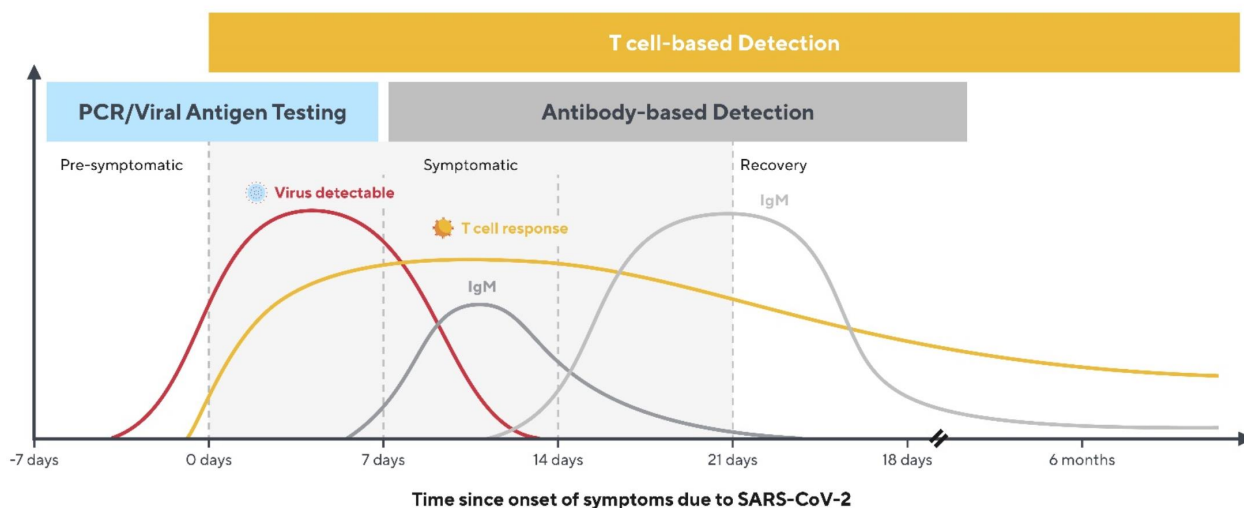 T cell-based Detection
PCR/Viral Antigen Testing
Antibody-based Detection
Pre-symptomatic
Symptomatic
Recovery
Virus detectable
T cell response
IgM
IgM
-7 days
0 days
7 days
14 days
21 days
18 days
6 months
Time since onset of symptoms due to SARS-CoV-2